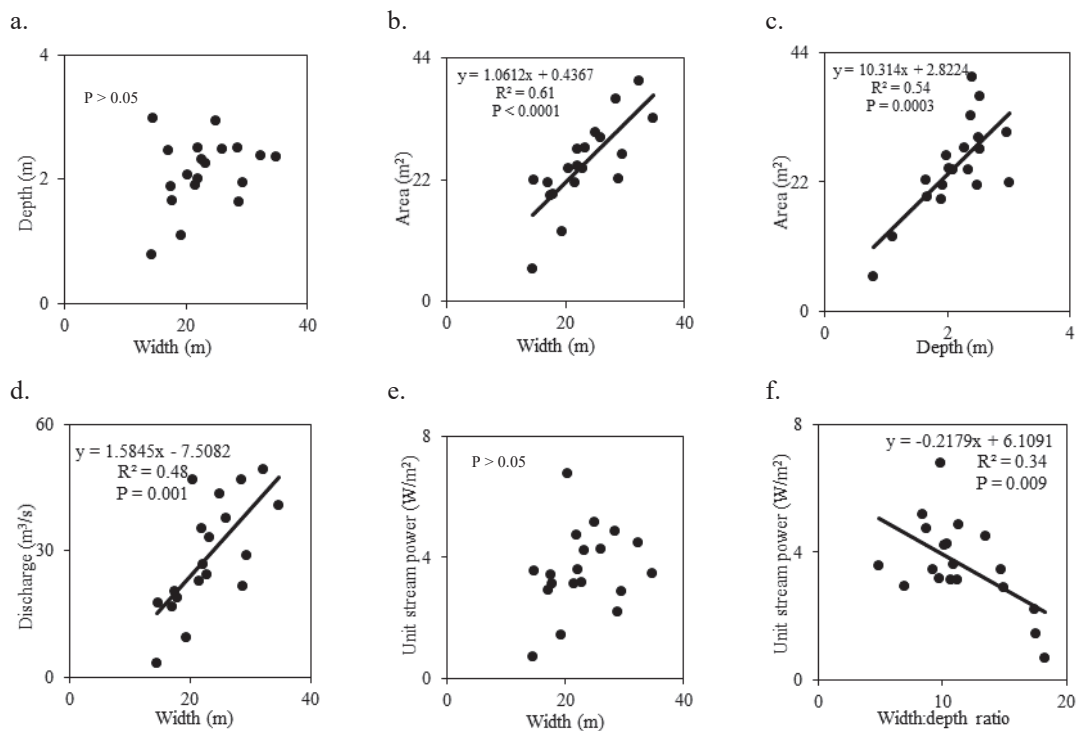 a.
4
P > 0.05
Depth (m)
2
0
0
20
40
Width (m)
b.
44
y = 1.0612x + 0.4367
R² = 0.61
P < 0.0001
Area (m²)
22
0
0
20
40
Width (m)
c.
44
y = 10.314x + 2.8224
R² = 0.54
P = 0.0003
Area (m²)
22
0
0
2
4
Depth (m)
d.
60
y = 1.5845x - 7.5082
R² = 0.48
P = 0.001
Discharge (m³/s)
30
0
0
20
40
Width (m)
e.
8
P > 0.05
Unit stream power (W/m²)
4
0
0
20
40
Width (m)
f.
8
y = -0.2179x + 6.1091
R² = 0.34
P = 0.009
Unit stream power (W/m²)
4
0
0
10
20
Width:depth ratio